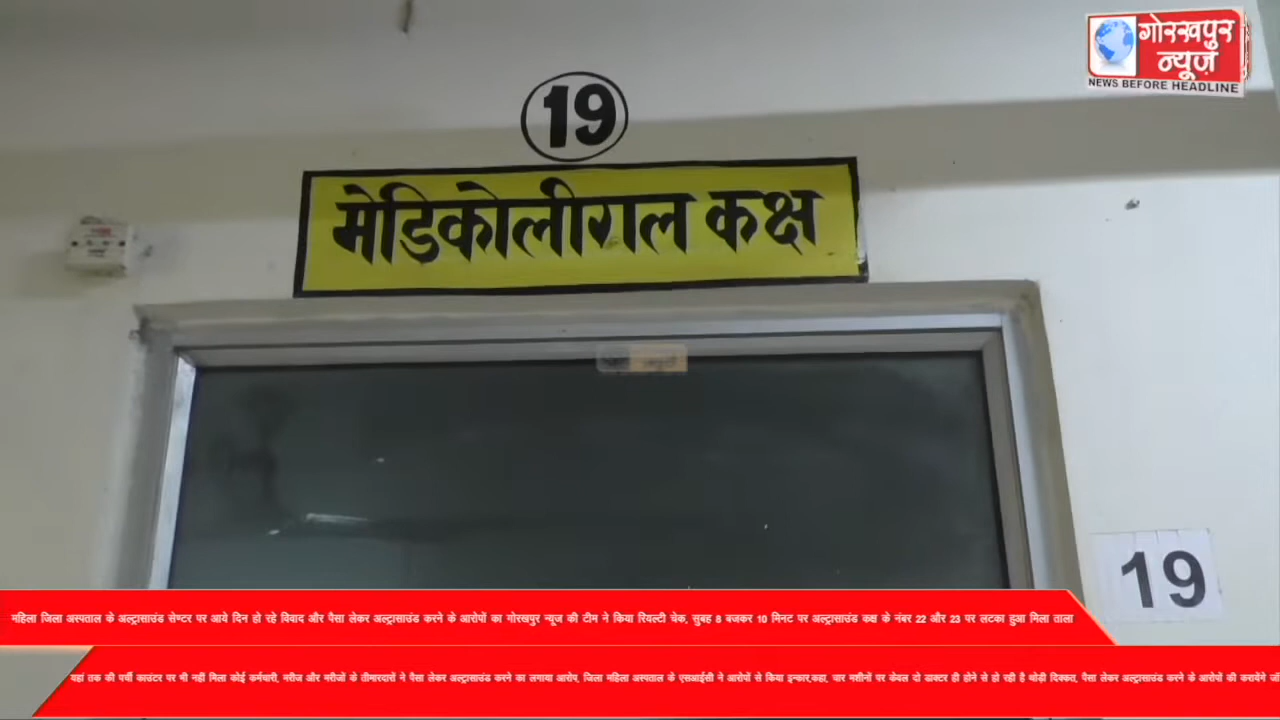 गोरखपुर
न्यूज़
NEWS BEFORE HEADLINE
19
मेडिकोलीगल कक्ष
19
महिला जिला अस्पताल के अल्ट्रासाउंड सेण्टर पर आये दिन हो रहे विवाद और पैसा लेकर अल्ट्रासाउंड करने के आरोपों का गोरखपुर न्यूज की टीम ने किया रियल्टी चेक, सुबह 8 बजकर 10 मिनट पर अल्ट्रासाउंड कक्ष के नंबर 22 और 23 पर लटका हुआ मिला ताला
यहां तक की पर्ची काउंटर पर भी नहीं मिला कोई कर्मचारी, मरीज और मरीजों के तीमारदारों ने पैसा लेकर अल्ट्रासाउंड करने का लगाया आरोप, जिला महिला अस्पताल के एसआईसी ने आरोपों से किया इन्कार,कहा, चार मशीनों पर केवल दो डाक्टर ही होने से हो रही है थोड़ी दिक्कत, पैसा लेकर अल्ट्रासाउंड करने के आरोपों की करायेंगे